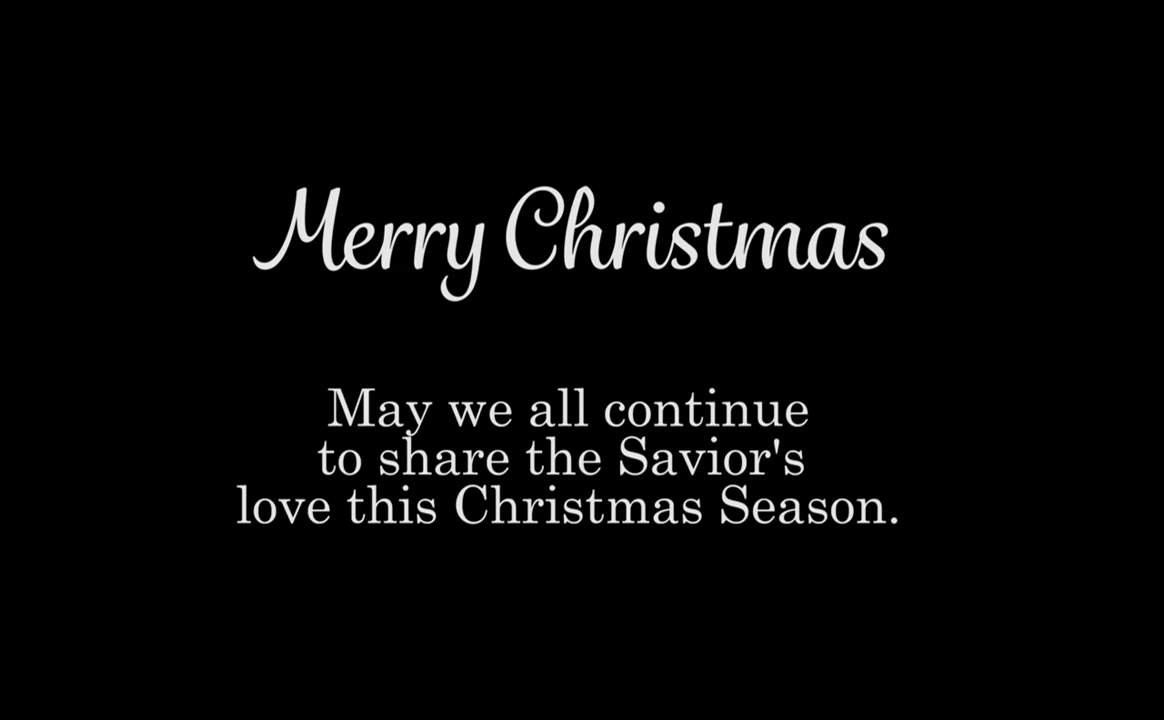 Merry Christmas
May we all continue
to share the Savior's
love this Christmas Season.